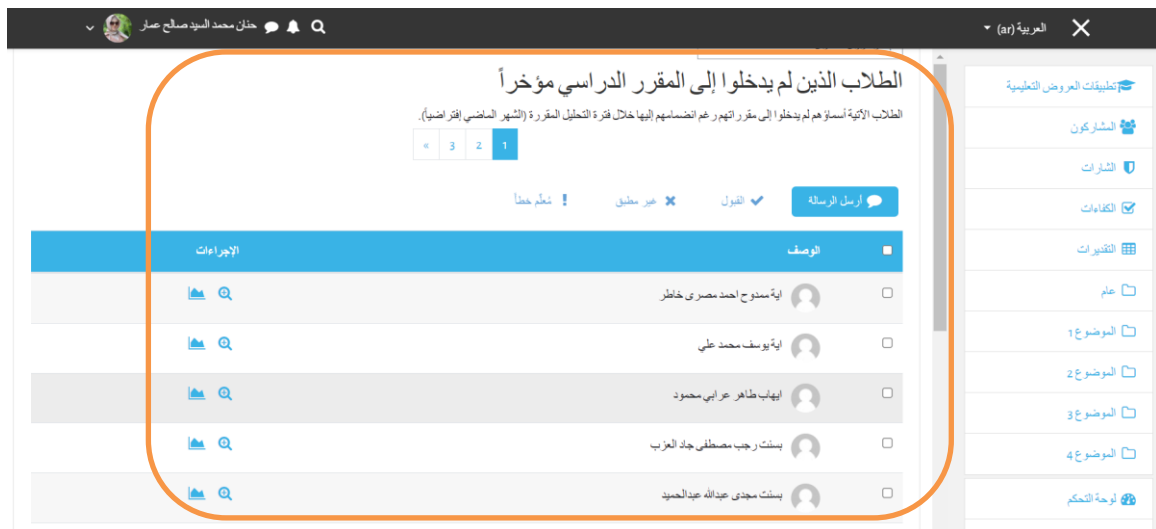 العربية (ar)
حنان محمد السيد صالح عمار
تطبيقات العروض التعليمية
المشاركون
الشارات
الكفاءات
التقديرات
عام
الموضوع 1
الموضوع 2
الموضوع 3
الموضوع 4
لوحة التحكم
الطلاب الذين لم يدخلوا إلى المقرر الدراسي مؤخراً
الطلاب الآتية أسماؤهم لم يدخلوا إلى مقرراتهم رغم انضمامهم إليها خلال فترة التحليل المقررة (الشهر الماضي إفتراضياً).
1 2 3 »
أرسل الرسالة القبول غير مطبق مُعلّم خطأ
الوصف الإجراءات
اية ممدوح احمد مصرى خاطر
اية يوسف محمد علي
ايهاب طاهر عرابي محمود
بسنت رجب مصطفى جاد العزب
بسنت مجدى عبدالله عبدالحميد